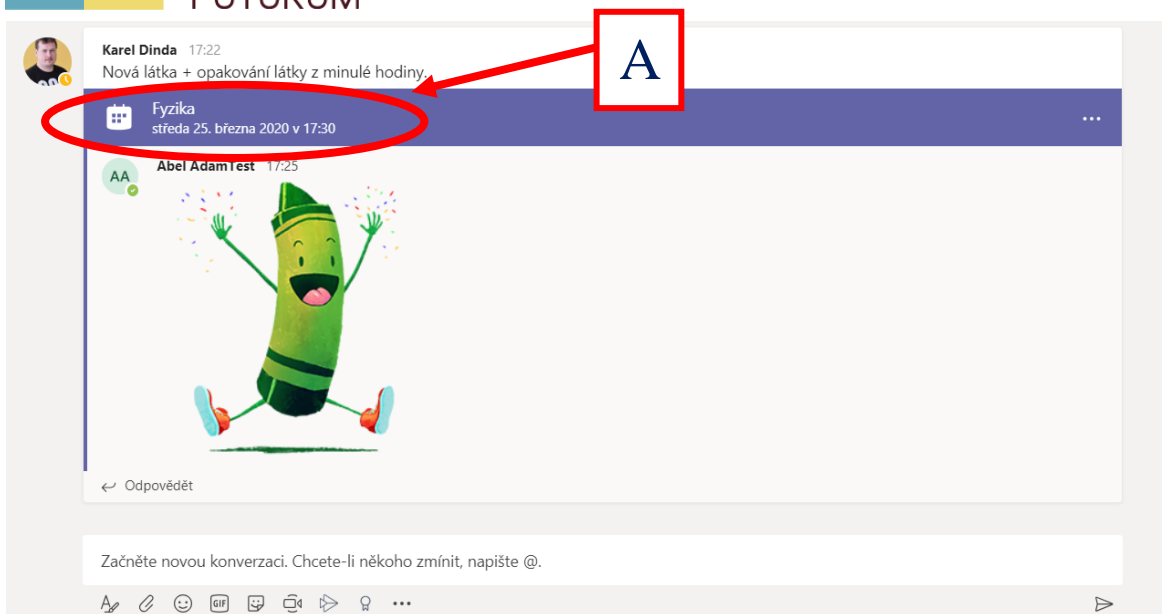 FUTURUM
Karel Dinda 17:22
Nová látka + opakování látky z minulé hodiny.
A
Fyzika
středa 25. března 2020 v 17:30
AA
Abel AdamTest 17:25
Odpovědět
Začněte novou konverzaci. Chcete-li někoho zmínit, napište @.
GIF